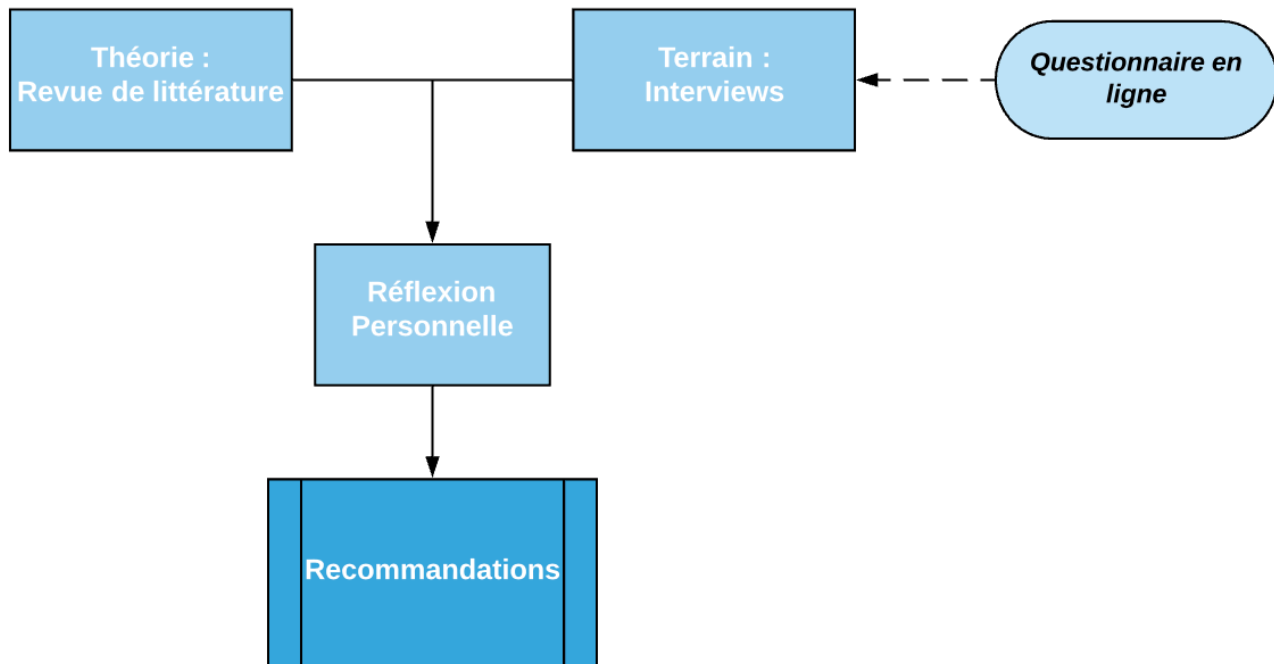 Théorie :
Revue de littérature
Terrain :
Interviews
Questionnaire en
ligne
Réflexion
Personnelle
Recommandations